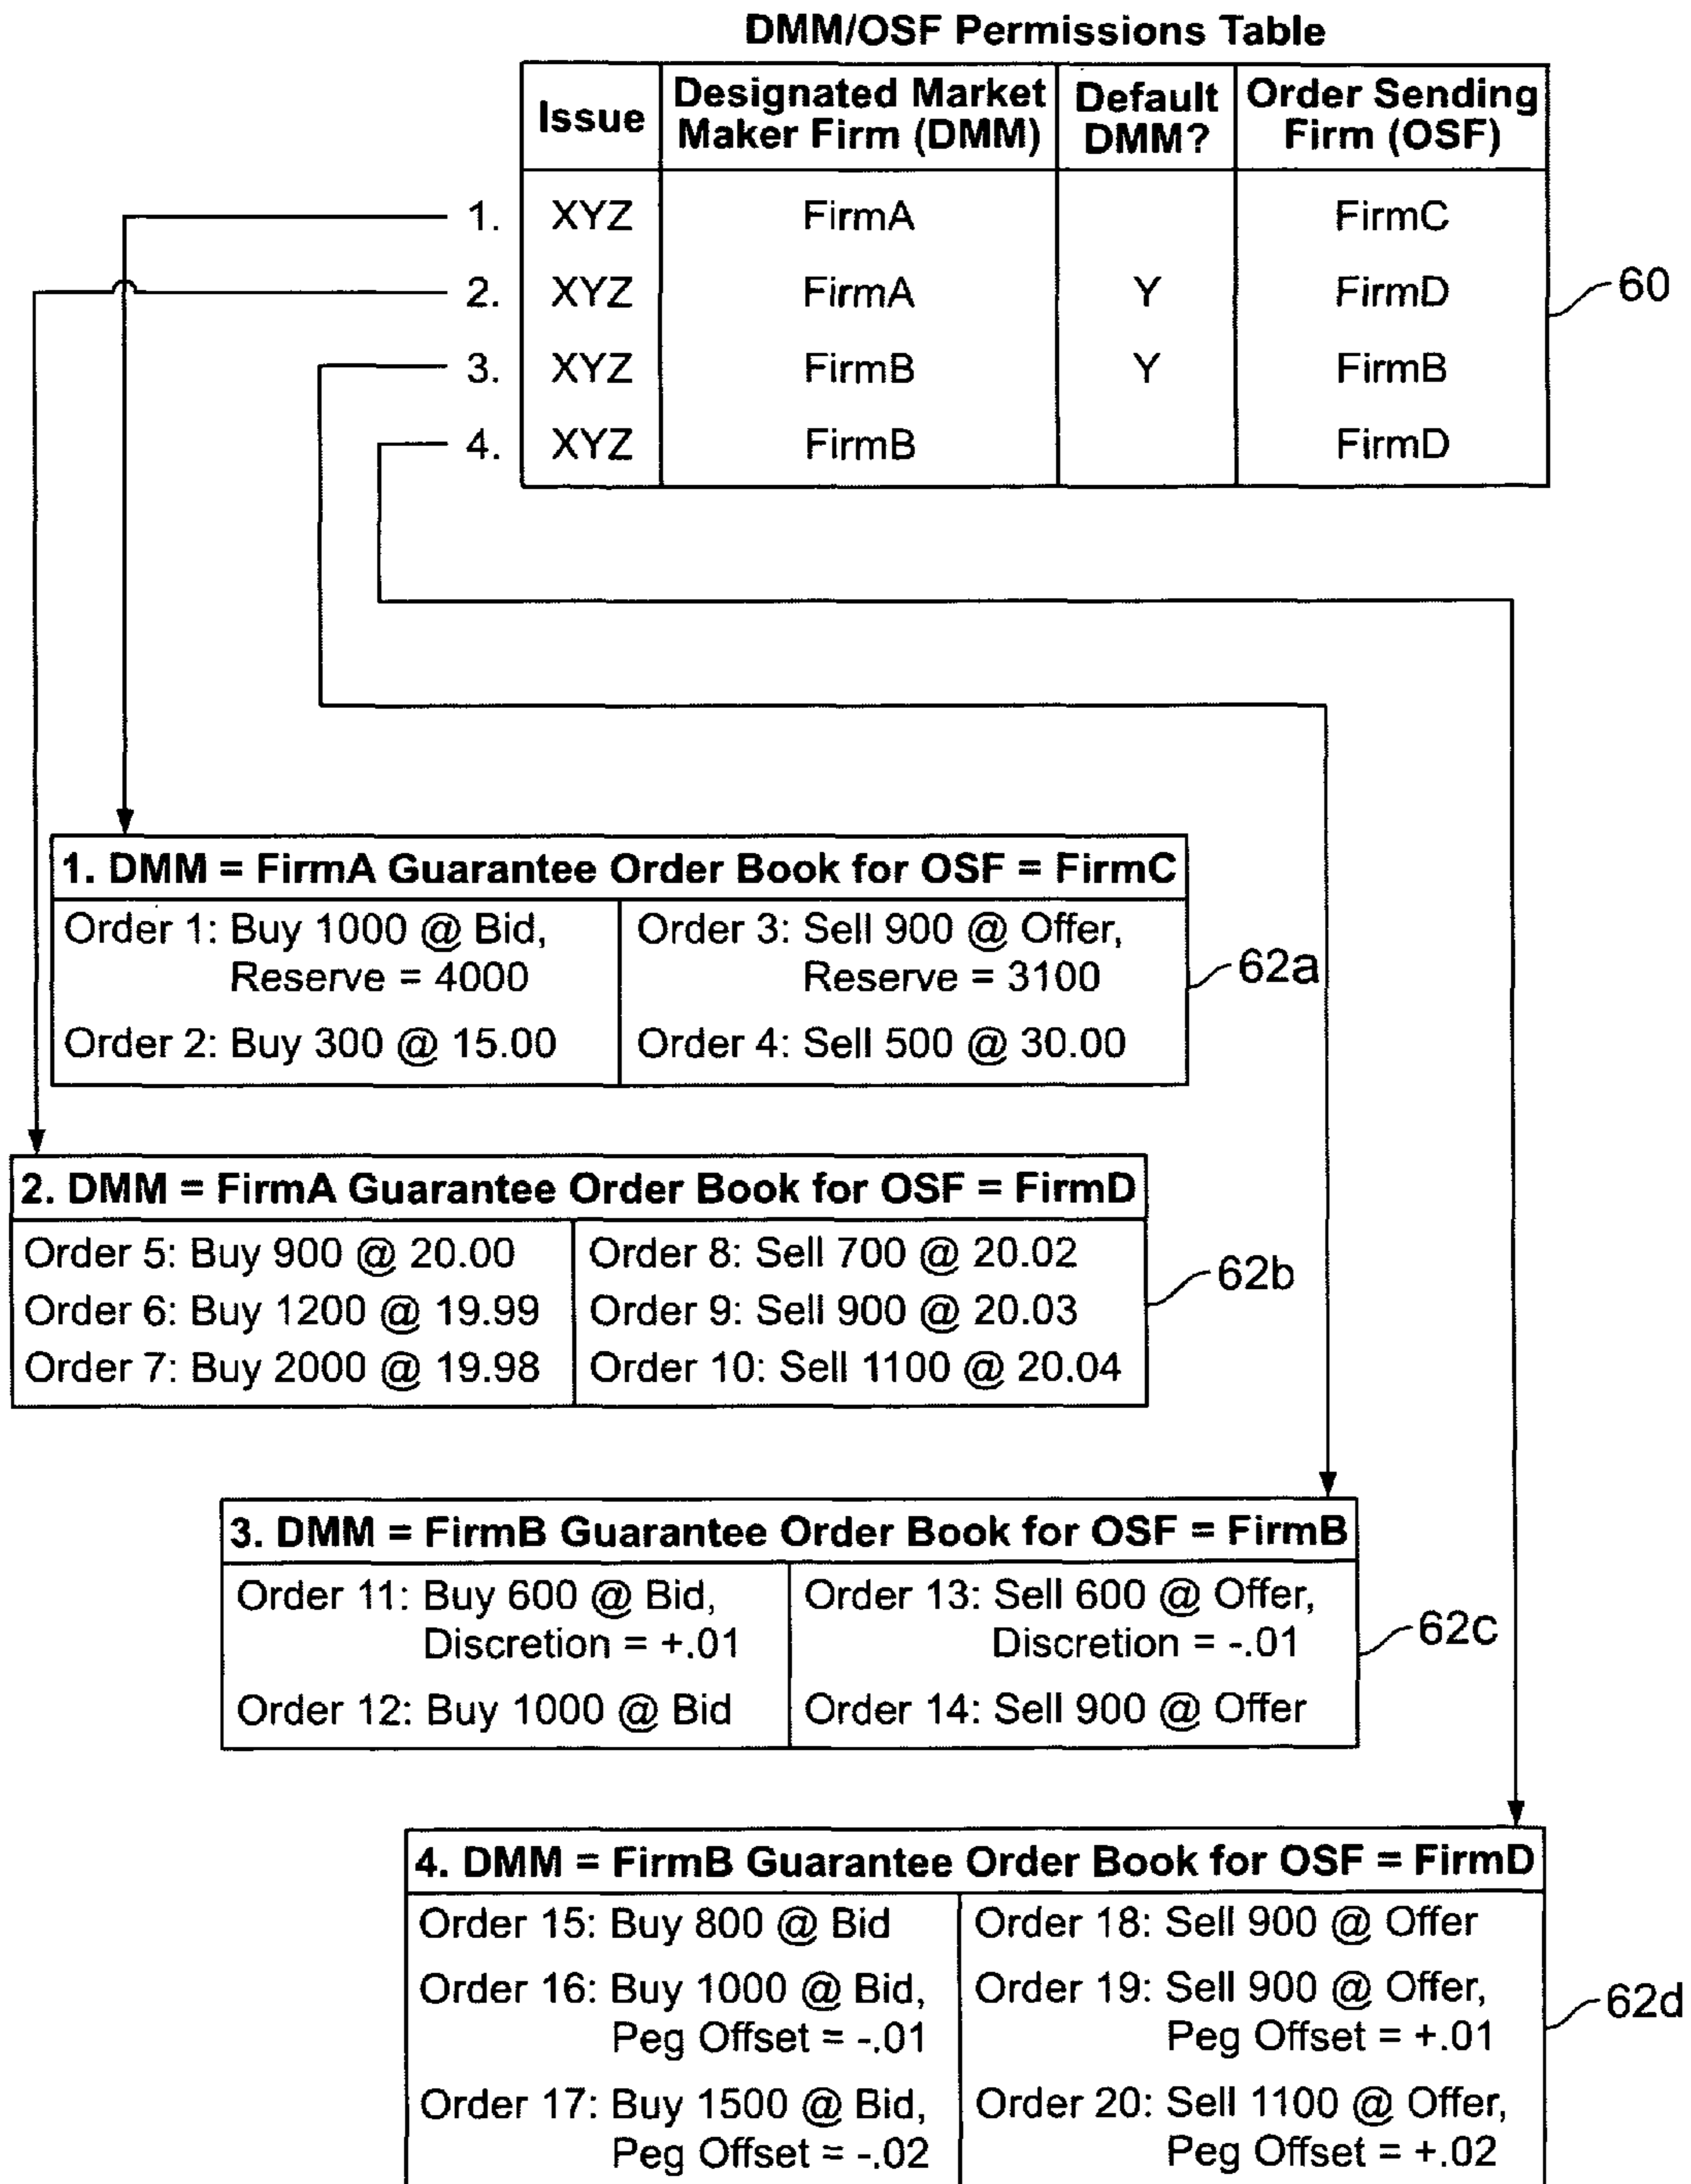 DMM/OSF Permissions Table
Issue Designated Market Maker Firm (DMM) Default DMM? Order Sending Firm (OSF)
1. XYZ FirmA FirmC
2. XYZ FirmA Y FirmD
60
3. XYZ FirmB Y FirmB
4. XYZ FirmB FirmD
1. DMM = FirmA Guarantee Order Book for OSF = FirmC
Order 1: Buy 1000 @ Bid,
Reserve = 4000
Order 2: Buy 300 @ 15.00
Order 3: Sell 900 @ Offer,
Reserve = 3100
Order 4: Sell 500 @ 30.00
62a
2. DMM = FirmA Guarantee Order Book for OSF = FirmD
Order 5: Buy 900 @ 20.00
Order 6: Buy 1200 @ 19.99
Order 7: Buy 2000 @ 19.98
Order 8: Sell 700 @ 20.02
Order 9: Sell 900 @ 20.03
Order 10: Sell 1100 @ 20.04
62b
3. DMM = FirmB Guarantee Order Book for OSF = FirmB
Order 11: Buy 600 @ Bid,
Discretion = +.01
Order 12: Buy 1000 @ Bid
Order 13: Sell 600 @ Offer,
Discretion = -.01
Order 14: Sell 900 @ Offer
62c
4. DMM = FirmB Guarantee Order Book for OSF = FirmD
Order 15: Buy 800 @ Bid
Order 16: Buy 1000 @ Bid,
Peg Offset = -.01
Order 17: Buy 1500 @ Bid,
Peg Offset = -.02
Order 18: Sell 900 @ Offer
Order 19: Sell 900 @ Offer,
Peg Offset = +.01
Order 20: Sell 1100 @ Offer,
Peg Offset = +.02
62d